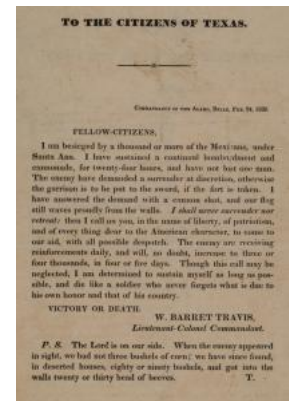 TO THE CITIZENS OF TEXAS.
COMMANDANCY OF THE ALAMO, BEJAR, FEB. 24, 1836
FELLOW-CITIZENS,
I am besieged by a thousand or more of the Mexicans, under
Santa Ana. I have sustained a continued bombardment and
cannonade, for twenty-four hours, and have not lost one man.
The enemy have demanded a surrender at discretion, otherwise
the garrison is to be put to the sword, if the fort is taken. I
have answered the demand with a cannon shot, and our flag
still waves proudly from the walls. I shall never surrender nor
retreat: then I call on you, in the name of liberty, of patriotism,
and of every thing dear to the American character, to come to
our aid, with all possible despatch. The enemy are receiving
reinforcements daily, and will, no doubt, increase to three or
four thousands, in four or five days. Though this call may be
neglected, I am determined to sustain myself as long as pos-
sible, and die like a soldier who never forgets what is due to
his own honor and that of his country.
VICTORY OR DEATH.
W. BARRET TRAVIS,
Lieutenant-Colonel Commandant.
P. S. The Lord is on our side. When the enemy appeared
in sight, we had not three bushels of corn; we have since found,
in deserted houses, eighty or ninety bushels, and got into the
walls twenty or thirty head of beeves. T.